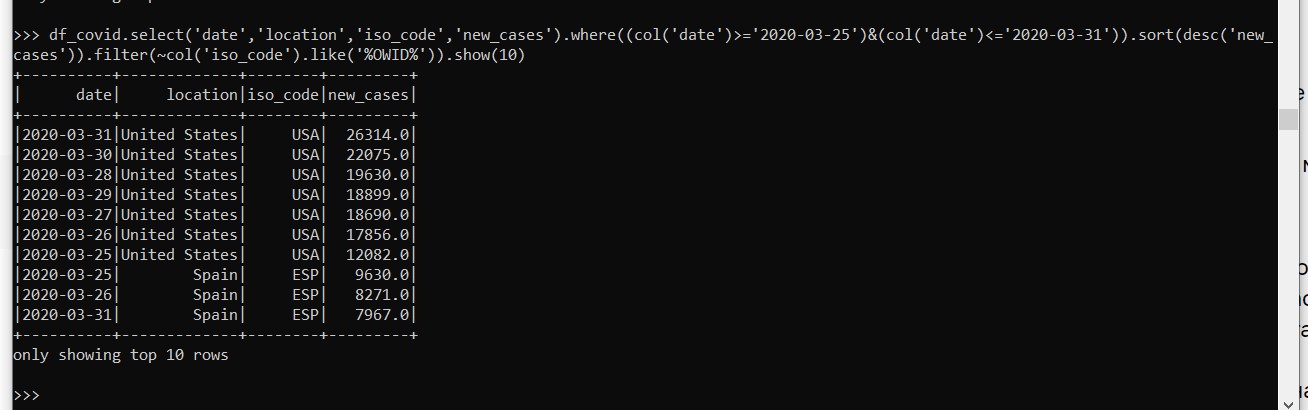 >>> df_covid.select('date','location','iso_code','new_cases').where((col('date')>='2020-03-25')&(col('date')<='2020-03-31')).sort(desc('new_
cases')).filter(~col('iso_code').like('%OWID%')).show(10)
+----------+-------------+--------+---------+
|      date|     location|iso_code|new_cases|
+----------+-------------+--------+---------+
|2020-03-31|United States|     USA|  26314.0|
|2020-03-30|United States|     USA|  22075.0|
|2020-03-28|United States|     USA|  19630.0|
|2020-03-29|United States|     USA|  18899.0|
|2020-03-27|United States|     USA|  18690.0|
|2020-03-26|United States|     USA|  17856.0|
|2020-03-25|United States|     USA|  12082.0|
|2020-03-25|        Spain|     ESP|   9630.0|
|2020-03-26|        Spain|     ESP|   8271.0|
|2020-03-31|        Spain|     ESP|   7967.0|
+----------+-------------+--------+---------+
only showing top 10 rows
>>>